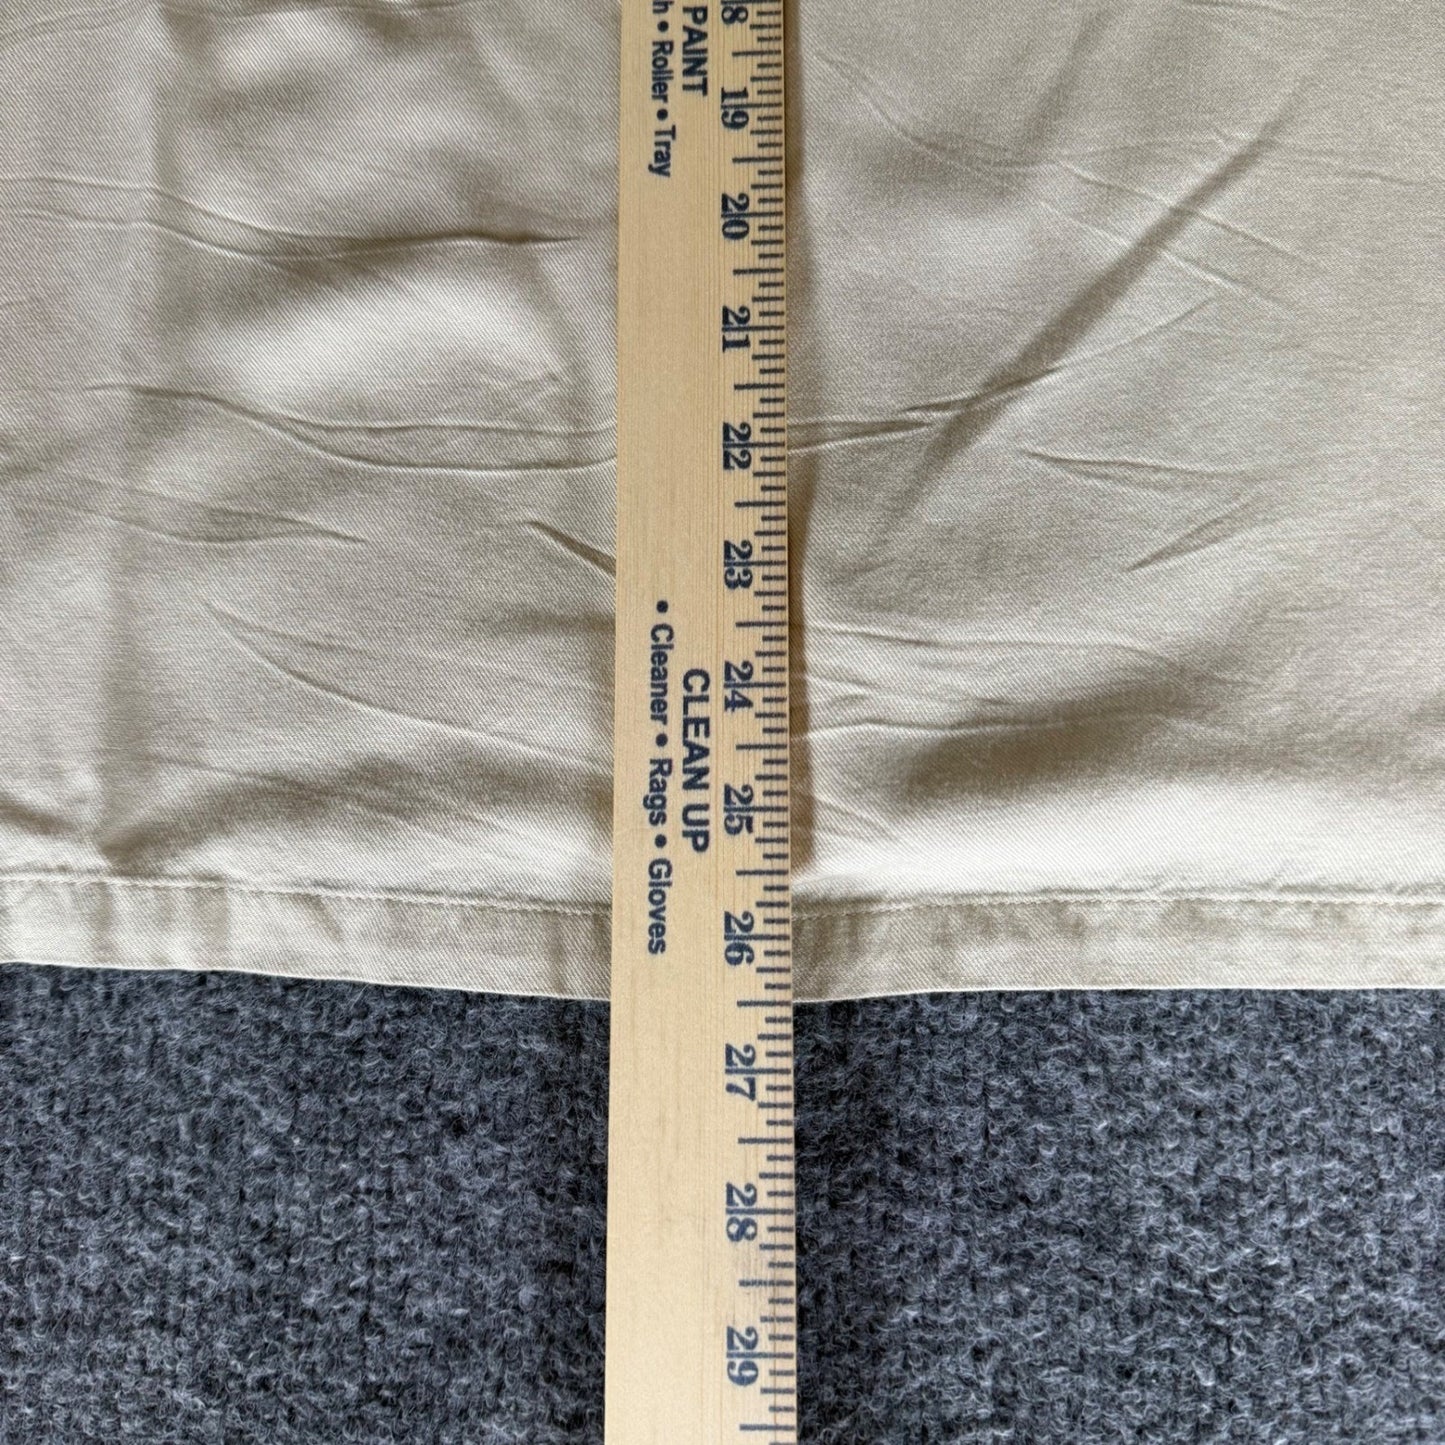 PAINT
• Roller • Tray
CLEAN UP
• Cleaner • Rags • Gloves
19 20 21 22 23 24 25 26 27 28 29